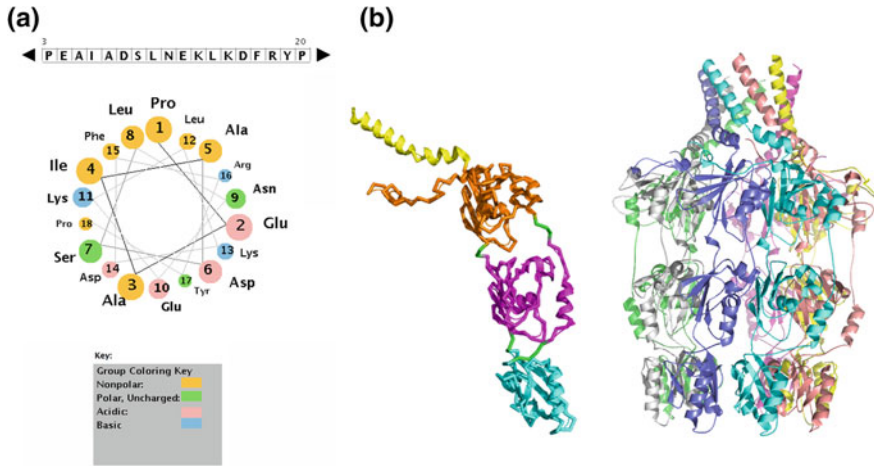 (a)
(b)
3 20
P E A I A D S L N E K L K D F R Y P
Pro
Leu
Leu
Phe
Ala
Ile
Arg
Lys
Asn
Pro
Glu
Ser
Lys
Asp
Asp
Ala
Glu
Tyr
1
8
12
15
5
4
16
11
9
18
2
7
13
14
6
3
10
17
Key:
Group Coloring Key
Nonpolar:
Polar, Uncharged:
Acidic:
Basic